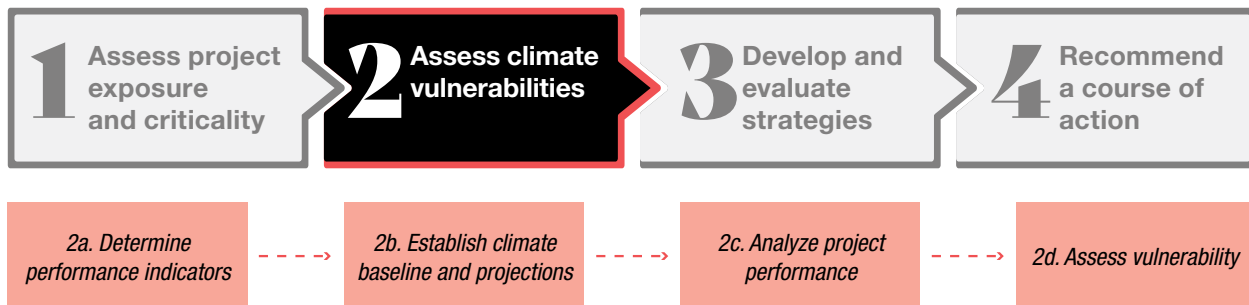 1
Assess project
exposure
and criticality
2
Assess climate
vulnerabilities
3
Develop and
evaluate
strategies
4
Recommend
a course of
action
2a. Determine
performance indicators
2b. Establish climate
baseline and projections
2c. Analyze project
performance
2d. Assess vulnerability